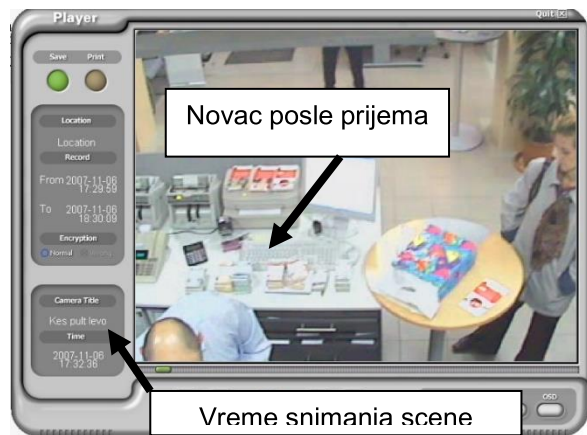 Player
Quit
Save Print
Location
Location
Record
From 2007-11-06
17:29:59
To 2007-11-06
18:30:09
Encryption
Normal
Camera Title
Kes pult levo
Time
2007-11-06
17:32:36
Novac posle prijema
Vreme snimanja scene
OSD